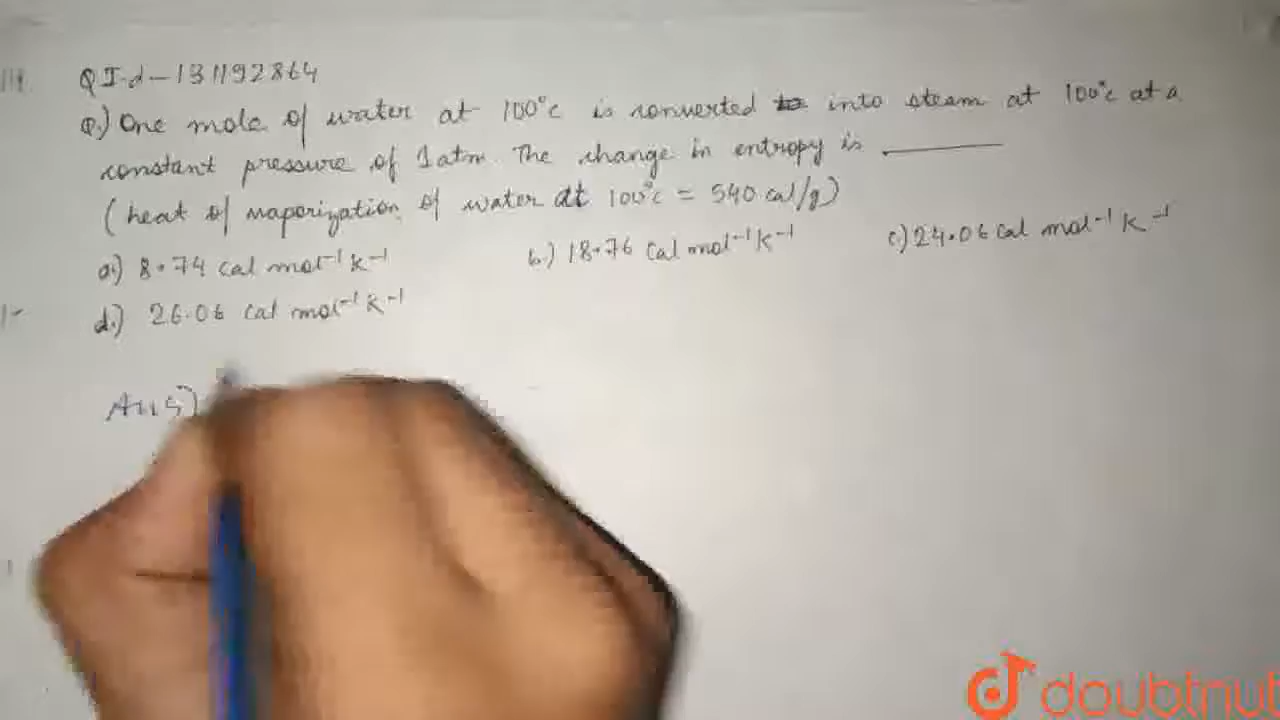 Q I.d-131192864
Q.) One mole of water at 100°c is converted to into steam at 100°c at a
constant pressure of 1 atm. The change in entropy is ________
(heat of vaporization of water at 100°c = 540 cal/g)
a.) 8.74 cal mol⁻¹ K⁻¹ b.) 18.76 cal mol⁻¹ K⁻¹ c.) 24.06 cal mol⁻¹ K⁻¹
d.) 26.06 cal mol⁻¹ K⁻¹
Ans)
doubtnut